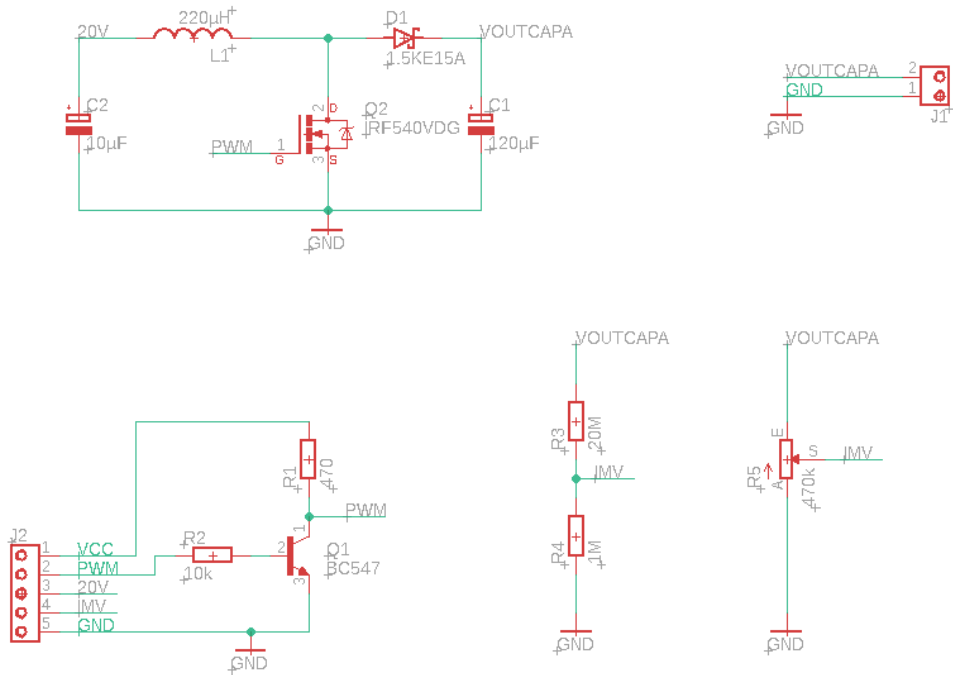 220µH
L1
20V
D1
1.5KE15A
VOUTCAPA
C2
10µF
2
D
Q2
IRF540VDG
PWM
1
G
3
S
C1
120µF
GND
VOUTCAPA
2
GND
1
J1
GND
R1
470
PWM
R2
10k
2
1
Q1
BC547
3
J2
1
VCC
2
PWM
3
20V
4
IMV
5
GND
GND
VOUTCAPA
R3
20M
IMV
R4
1M
GND
VOUTCAPA
E
S
IMV
R5
A
470k
GND